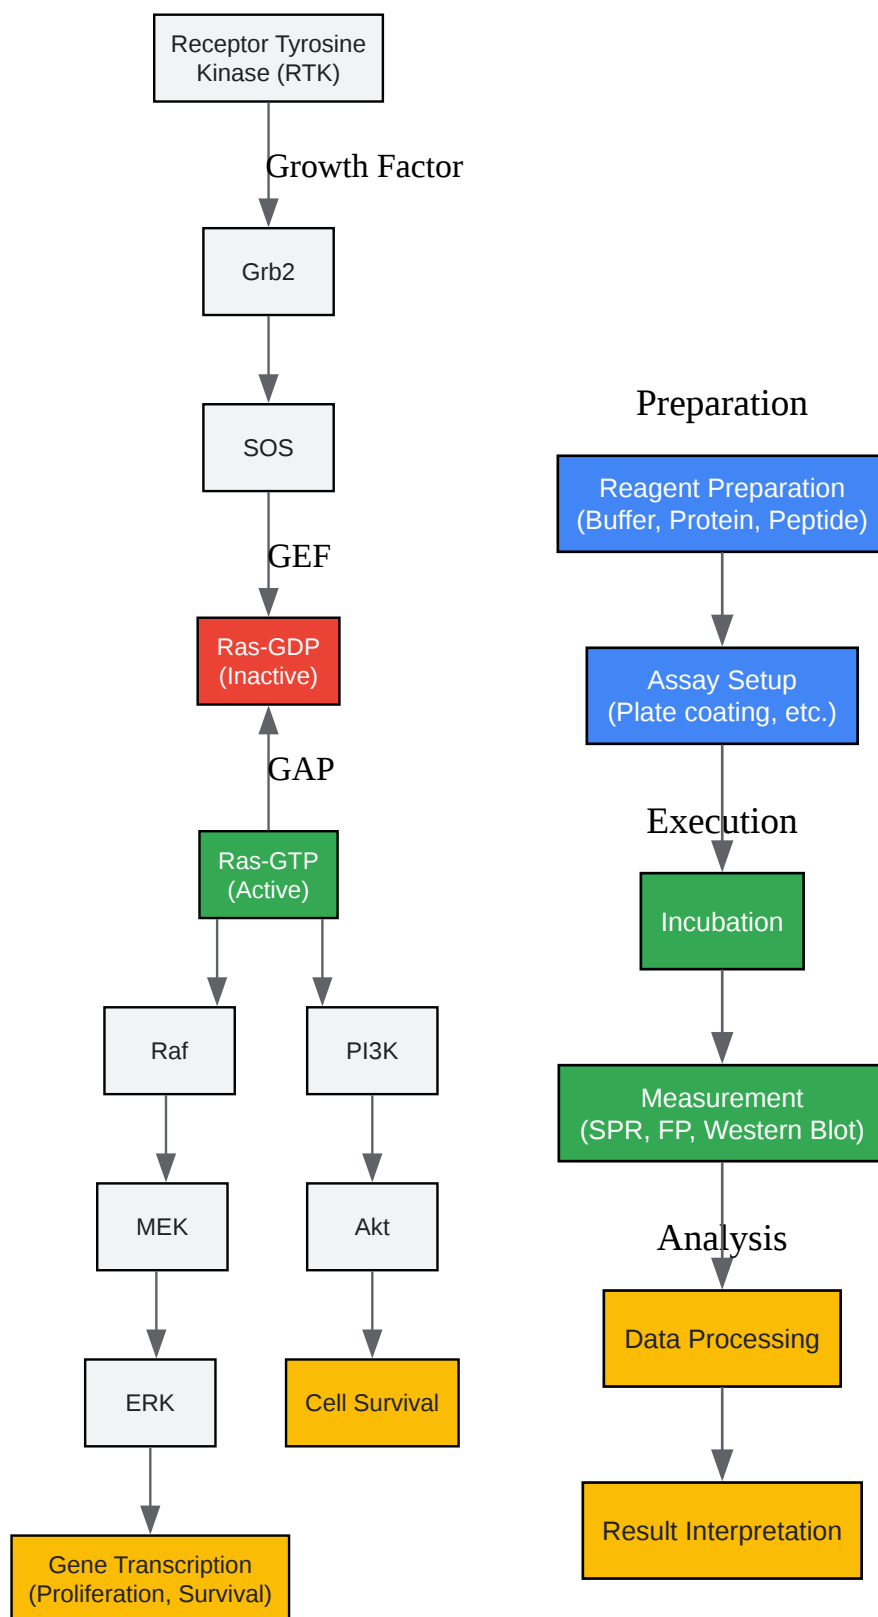 Receptor Tyrosine
Kinase (RTK)
Growth Factor
Grb2
SOS
GEF
Ras-GDP
(Inactive)
GAP
Ras-GTP
(Active)
Raf
PI3K
MEK
Akt
ERK
Cell Survival
Gene Transcription
(Proliferation, Survival)
Preparation
Reagent Preparation
(Buffer, Protein, Peptide)
Assay Setup
(Plate coating, etc.)
Execution
Incubation
Measurement
(SPR, FP, Western Blot)
Analysis
Data Processing
Result Interpretation